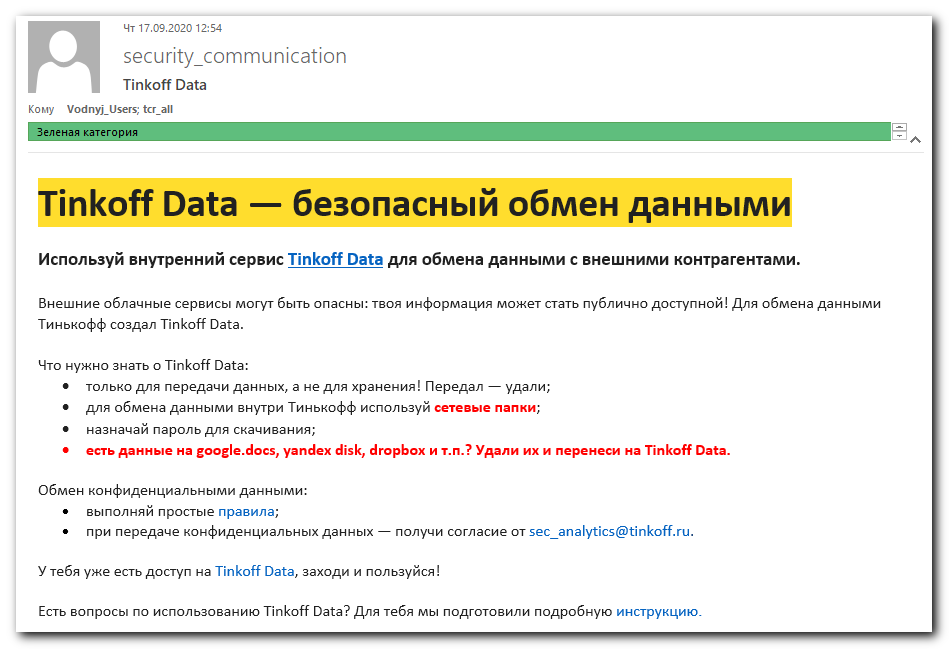 Чт 17.09.2020 12:54
security_communication
Tinkoff Data
Кому Vodnyj_Users; tcr_all
Зеленая категория
Tinkoff Data — безопасный обмен данными
Используй внутренний сервис Tinkoff Data для обмена данными с внешними контрагентами.
Внешние облачные сервисы могут быть опасны: твоя информация может стать публично доступной! Для обмена данными
Тинькофф создал Tinkoff Data.
Что нужно знать о Tinkoff Data:
• только для передачи данных, а не для хранения! Передал — удали;
• для обмена данными внутри Тинькофф используй сетевые папки;
• назначай пароль для скачивания;
• есть данные на google.docs, yandex disk, dropbox и т.п.? Удали их и перенеси на Tinkoff Data.
Обмен конфиденциальными данными:
• выполняй простые правила;
• при передаче конфиденциальных данных — получи согласие от sec_analytics@tinkoff.ru.
У тебя уже есть доступ на Tinkoff Data, заходи и пользуйся!
Есть вопросы по использованию Tinkoff Data? Для тебя мы подготовили подробную инструкцию.